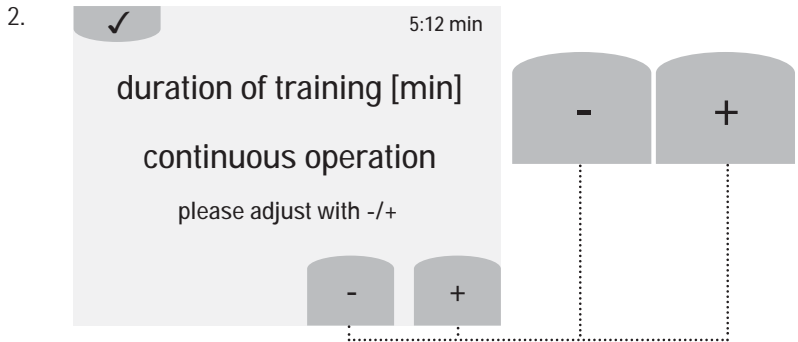 2.
✓ 5:12 min
duration of training [min]
- +
continuous operation
please adjust with -/+
- +